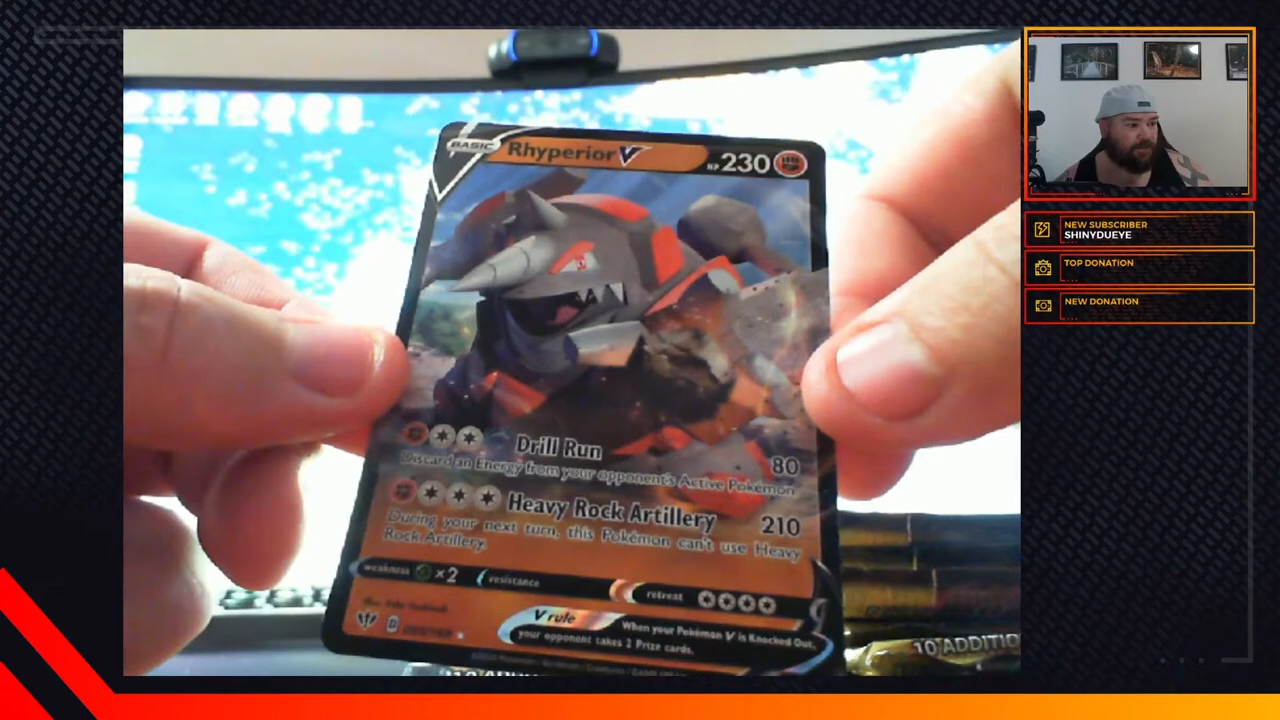 BASIC
Rhyperior V
HP 230
Drill Run
80
Discard an Energy from your opponent's Active Pokémon.
Heavy Rock Artillery
210
During your next turn, this Pokémon can't use Heavy
Rock Artillery.
weakness ×2
resistance
retreat
V rule
When your Pokémon V is Knocked Out,
your opponent takes 2 Prize cards.
D
10 ADDITIO
NEW SUBSCRIBER
SHINYDUEYE
TOP DONATION
NEW DONATION